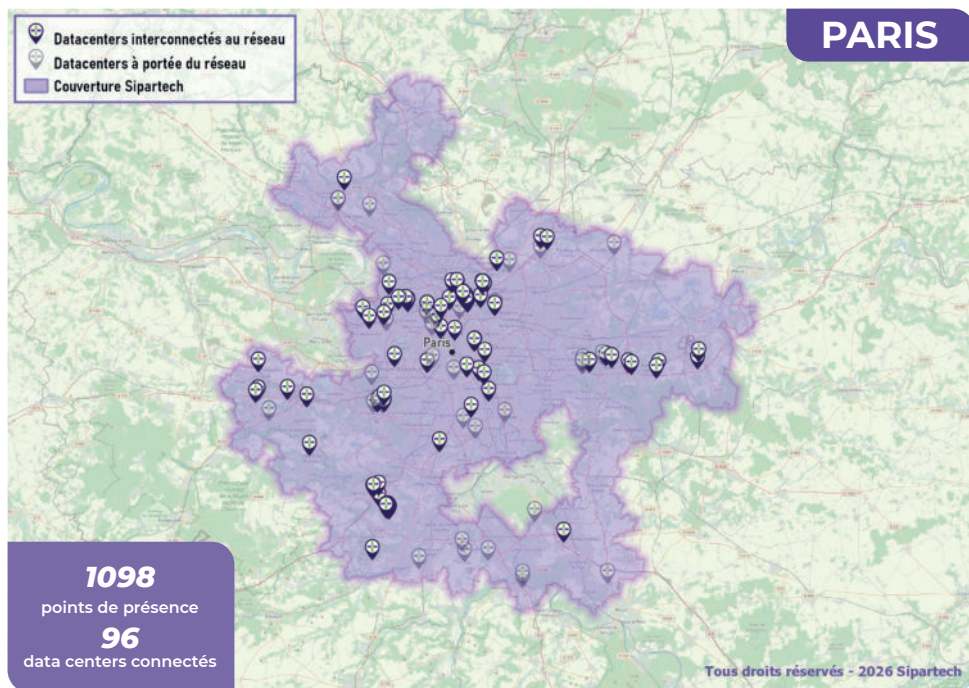 Datacenters interconnectés au réseau
Datacenters à portée du réseau
Couverture Sipartech
PARIS
Paris
1098
points de présence
96
data centers connectés
Tous droits réservés - 2026 Sipartech